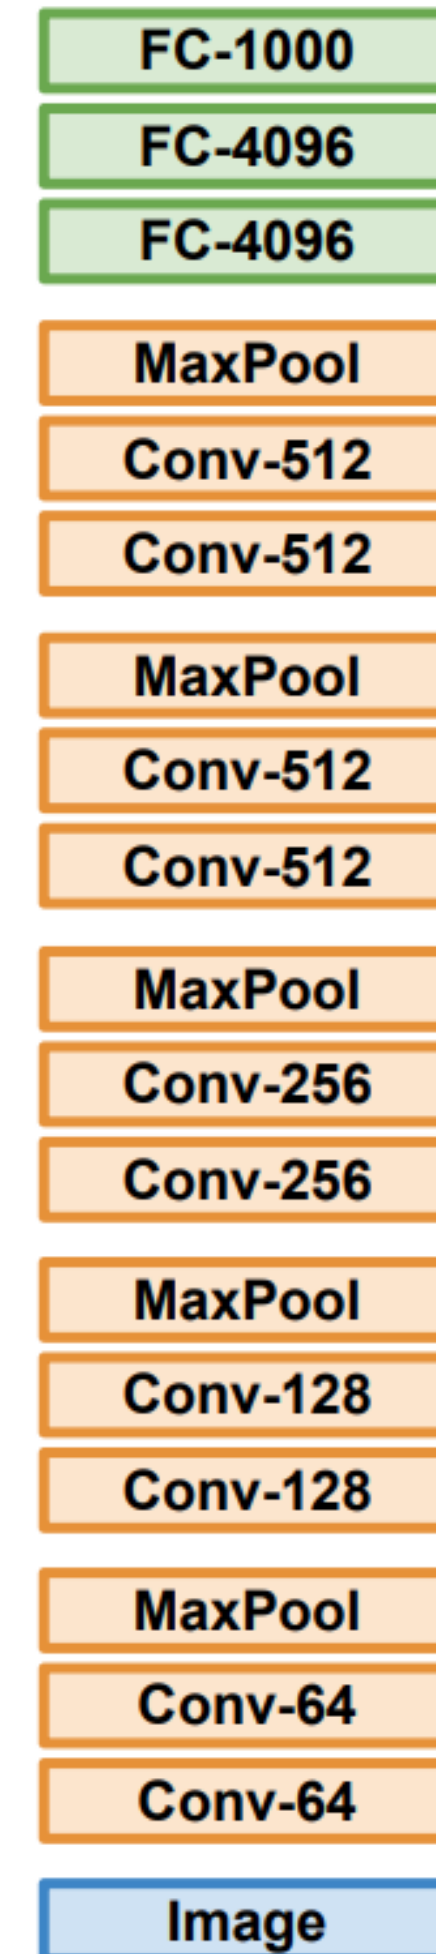 FC-1000
FC-4096
FC-4096
MaxPool
Conv-512
Conv-512
MaxPool
Conv-512
Conv-512
MaxPool
Conv-256
Conv-256
MaxPool
Conv-128
Conv-128
MaxPool
Conv-64
Conv-64
Image